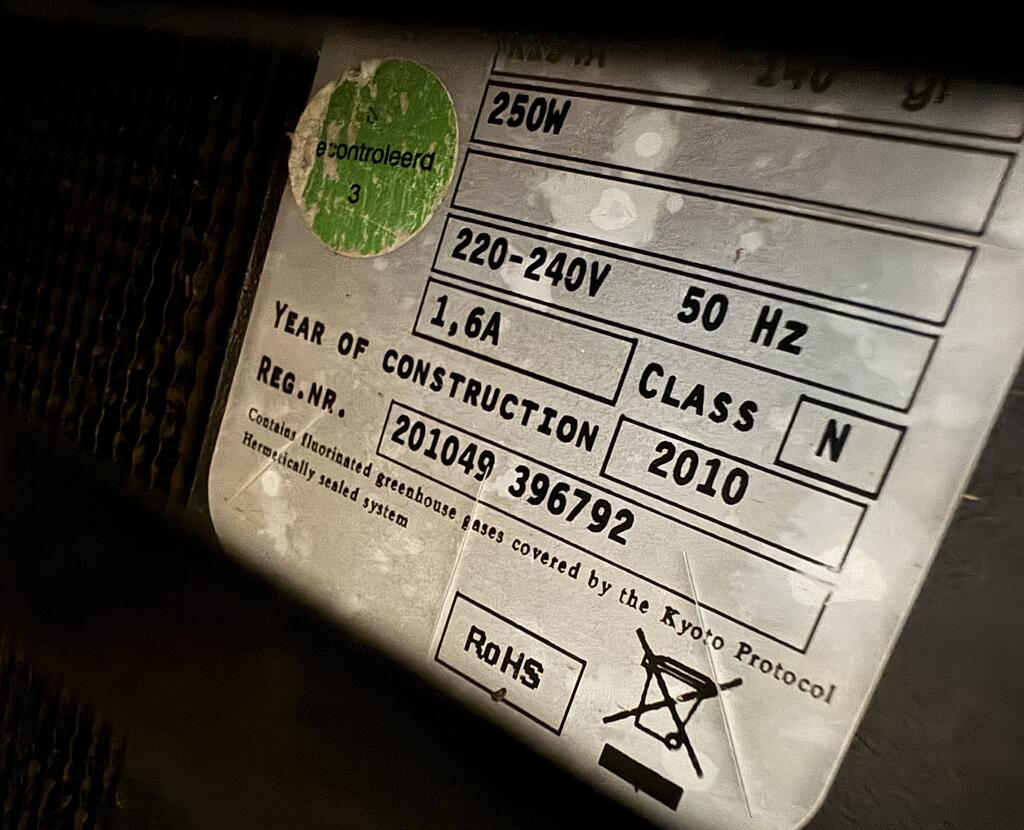 250W
220-240V 50 Hz
1,6A CLASS N
YEAR OF CONSTRUCTION 2010
REG.NR. 201049 396792
Contains fluorinated greenhouse gases covered by the Kyoto Protocol
Hermetically sealed system
RoHS
econtroleerd
3